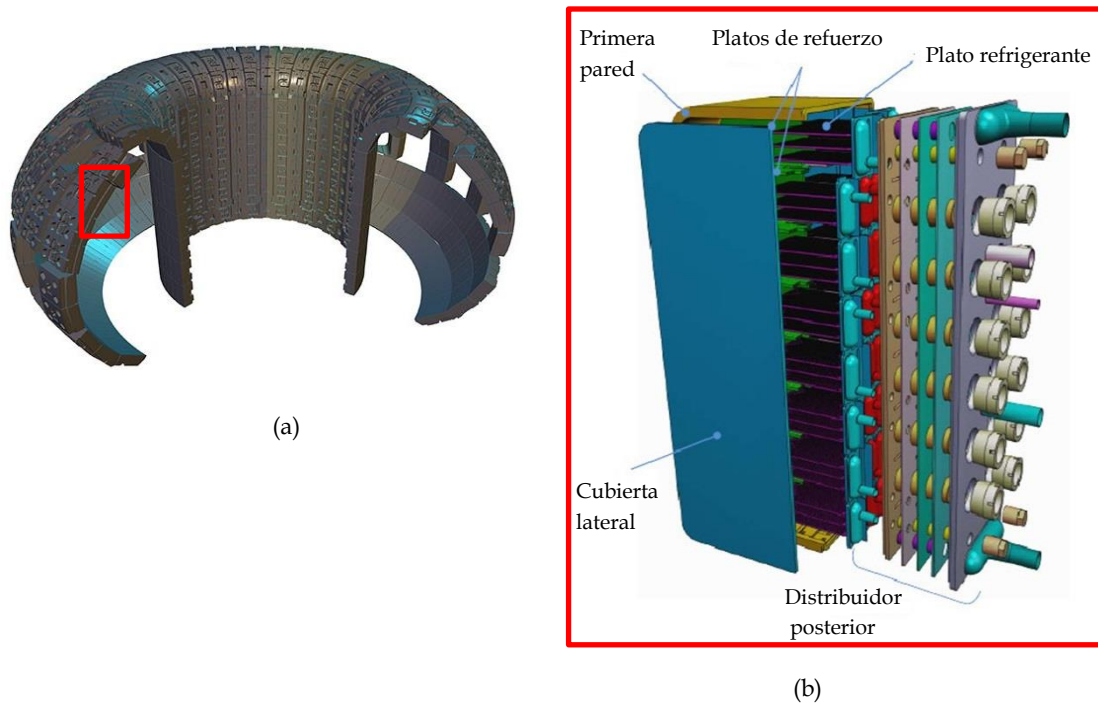 Primera
pared
Platos de refuerzo
Plato refrigerante
Cubierta
lateral
Distribuidor
posterior
(a)
(b)